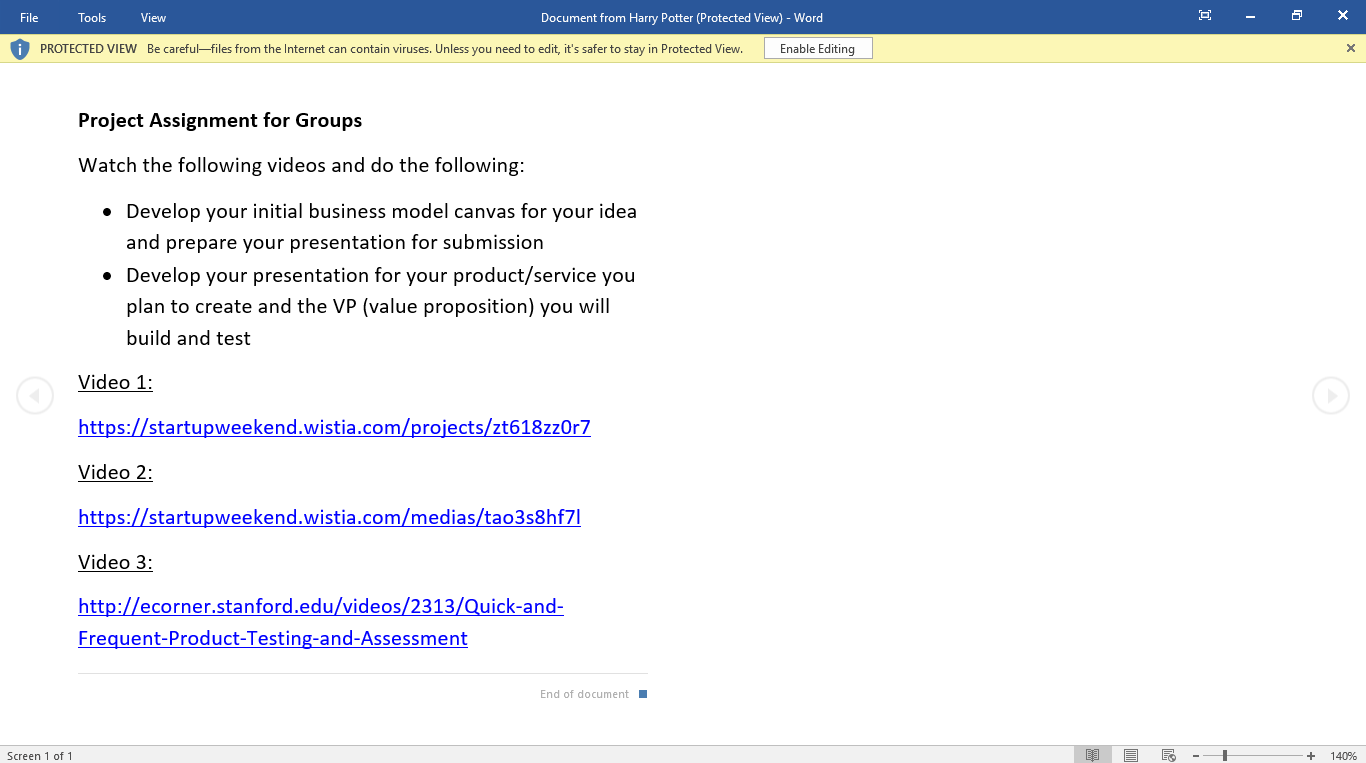 File Tools View Document from Harry Potter (Protected View) - Word
PROTECTED VIEW Be careful—files from the Internet can contain viruses. Unless you need to edit, it's safer to stay in Protected View. Enable Editing
Project Assignment for Groups
Watch the following videos and do the following:
• Develop your initial business model canvas for your idea
and prepare your presentation for submission
• Develop your presentation for your product/service you
plan to create and the VP (value proposition) you will
build and test
Video 1:
https://startupweekend.wistia.com/projects/zt618zz0r7
Video 2:
https://startupweekend.wistia.com/medias/tao3s8hf7l
Video 3:
http://ecorner.stanford.edu/videos/2313/Quick-and-
Frequent-Product-Testing-and-Assessment
End of document
Screen 1 of 1 140%